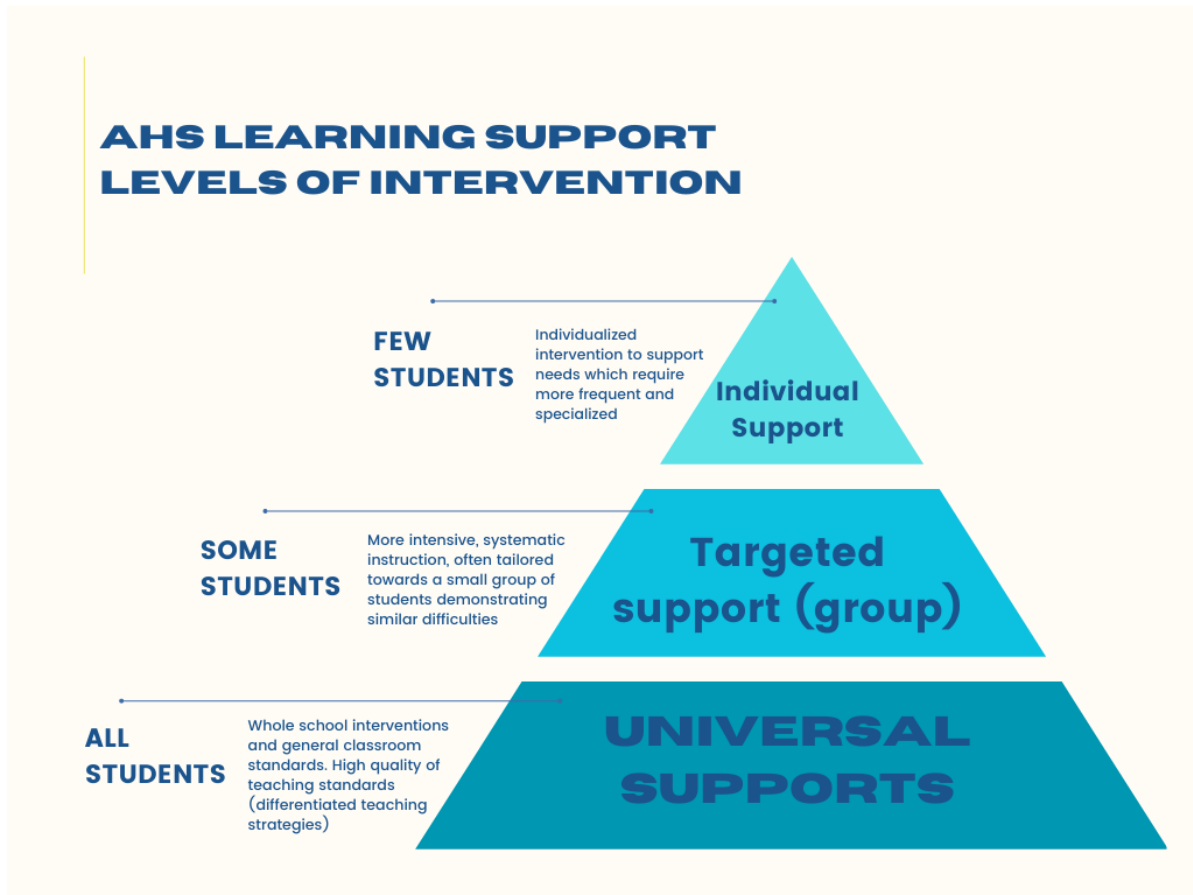 AHS LEARNING SUPPORT
LEVELS OF INTERVENTION
FEW
STUDENTS
Individualized
intervention to support
needs which require
more frequent and
specialized
Individual
Support
SOME
STUDENTS
More intensive, systematic
instruction, often tailored
towards a small group of
students demonstrating
similar difficulties
Targeted
support (group)
ALL
STUDENTS
Whole school interventions
and general classroom
standards. High quality of
teaching standards
(differentiated teaching
strategies)
UNIVERSAL
SUPPORTS